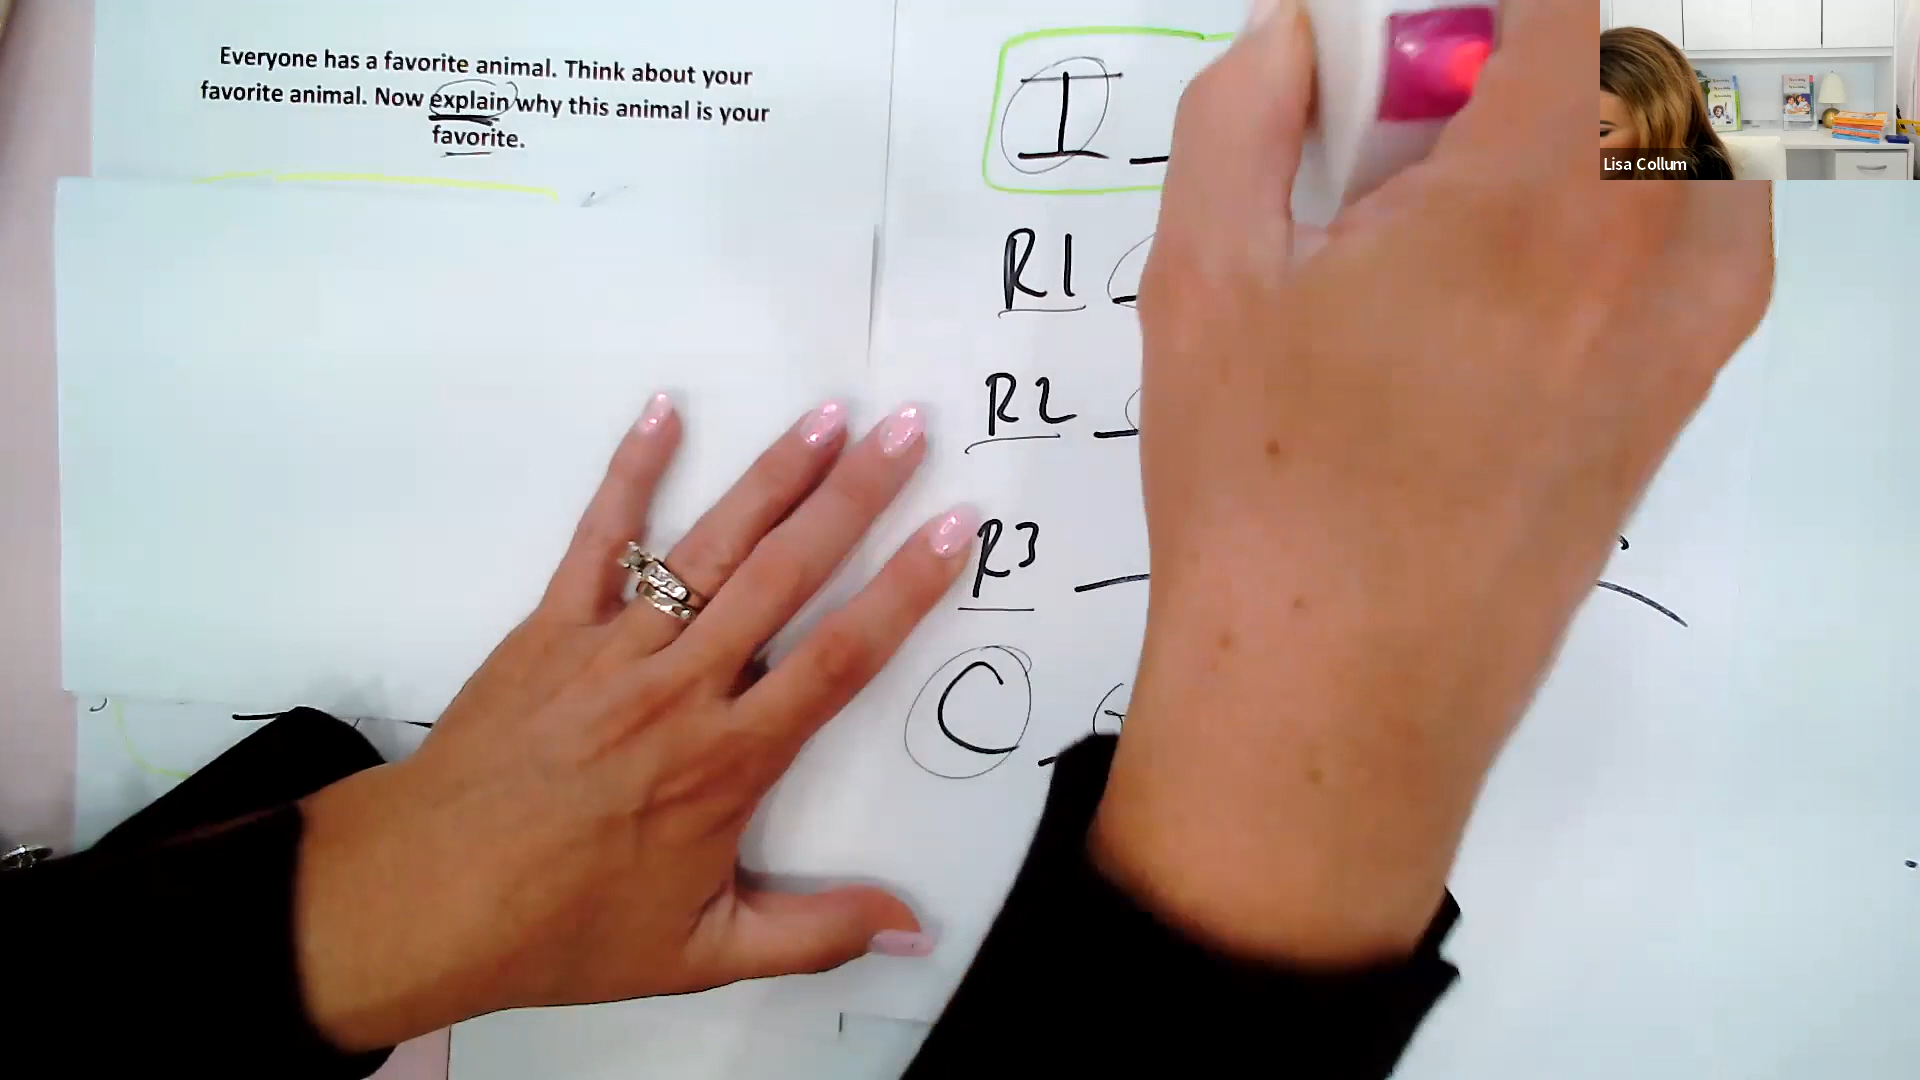 Everyone has a favorite animal. Think about your
favorite animal. Now explain why this animal is your
favorite.
I
R1
R2
R3
C
Lisa Collum